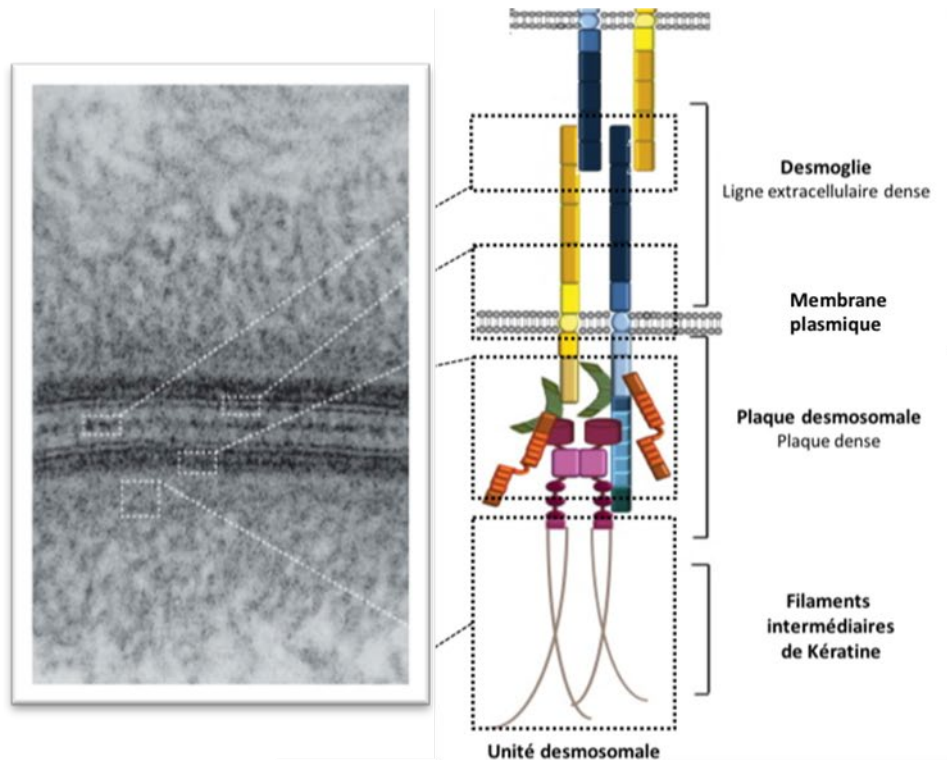 Desmoglie
Ligne extracellulaire dense
Membrane
plasmique
Plaque desmosomale
Plaque dense
Filaments
intermédiaires
de Kératine
Unité desmosomale